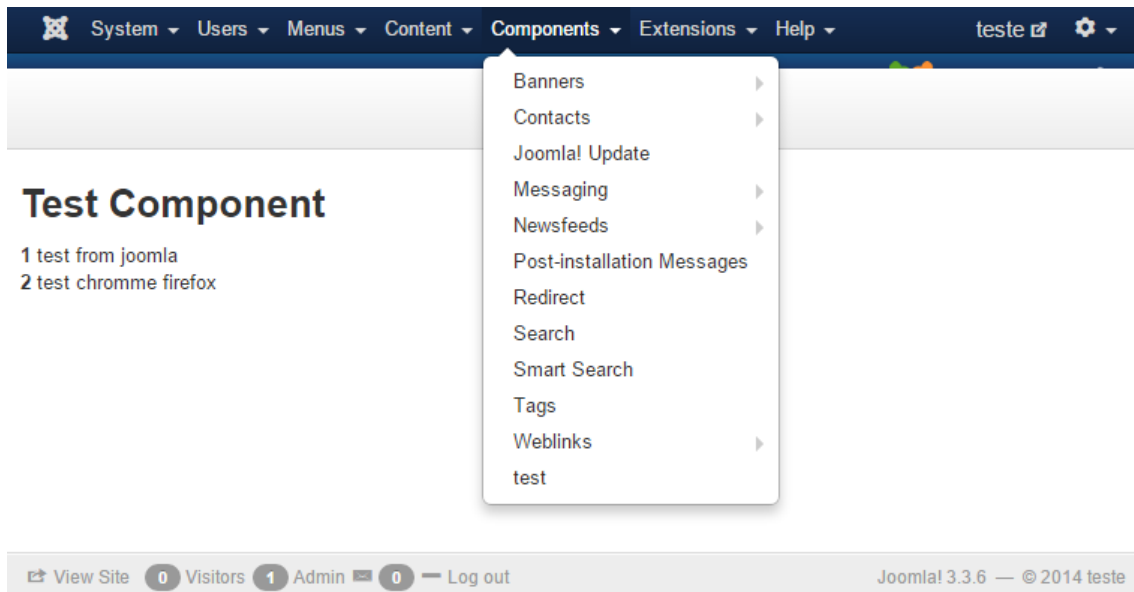 System Users Menus Content Components Extensions Help teste
Banners
Contacts
Joomla! Update
Messaging
Newsfeeds
Post-installation Messages
Redirect
Search
Smart Search
Tags
Weblinks
test
Test Component
1 test from joomla
2 test chromme firefox
View Site 0 Visitors 1 Admin 0 Log out Joomla! 3.3.6 — © 2014 teste